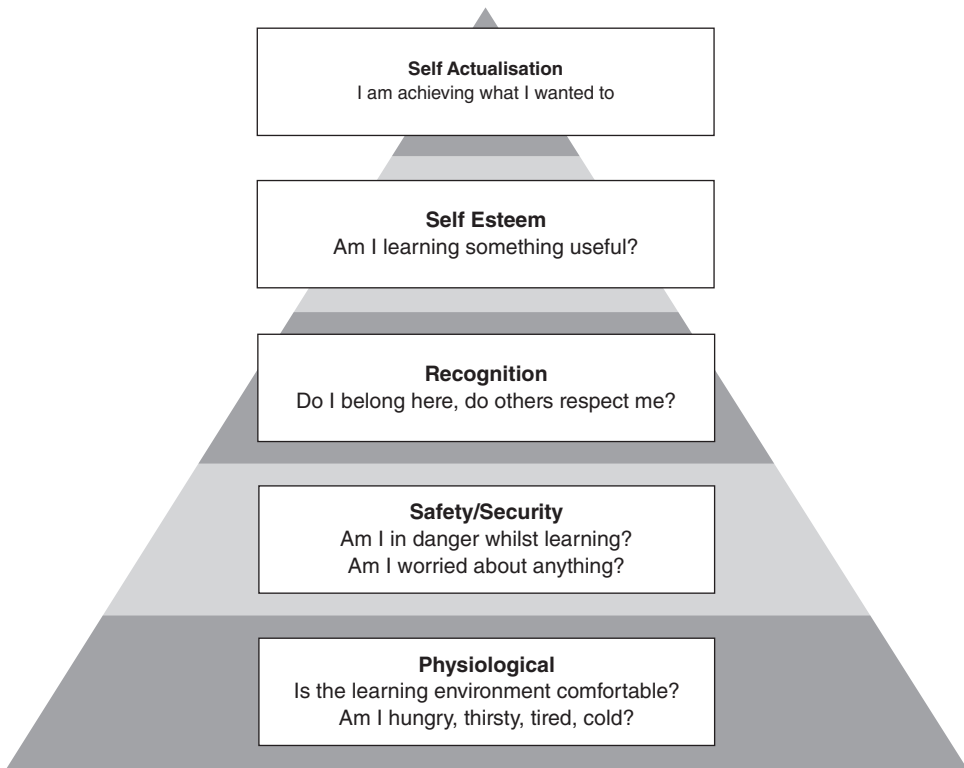 Self Actualisation
I am achieving what I wanted to
Self Esteem
Am I learning something useful?
Recognition
Do I belong here, do others respect me?
Safety/Security
Am I in danger whilst learning?
Am I worried about anything?
Physiological
Is the learning environment comfortable?
Am I hungry, thirsty, tired, cold?